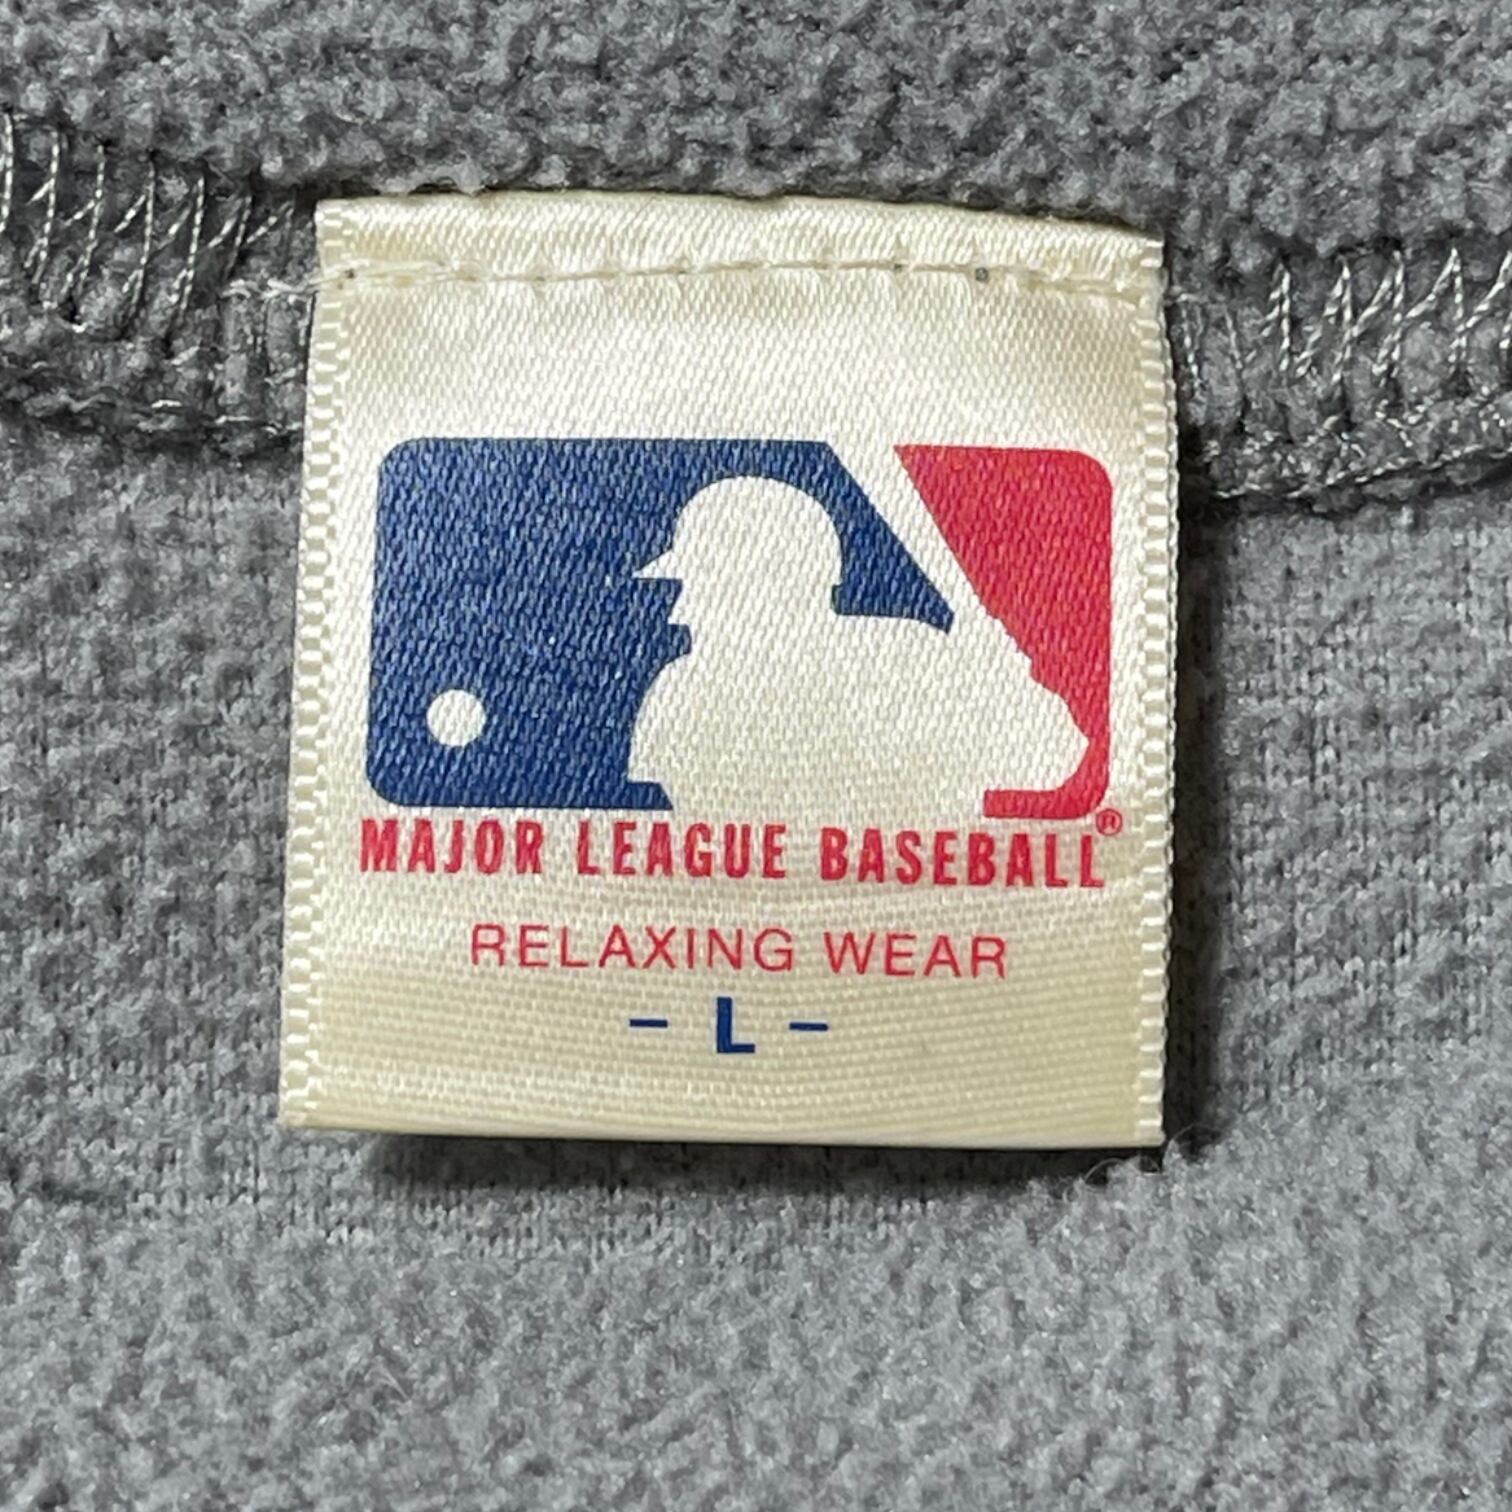 MAJOR LEAGUE BASEBALL®
RELAXING WEAR
- L -